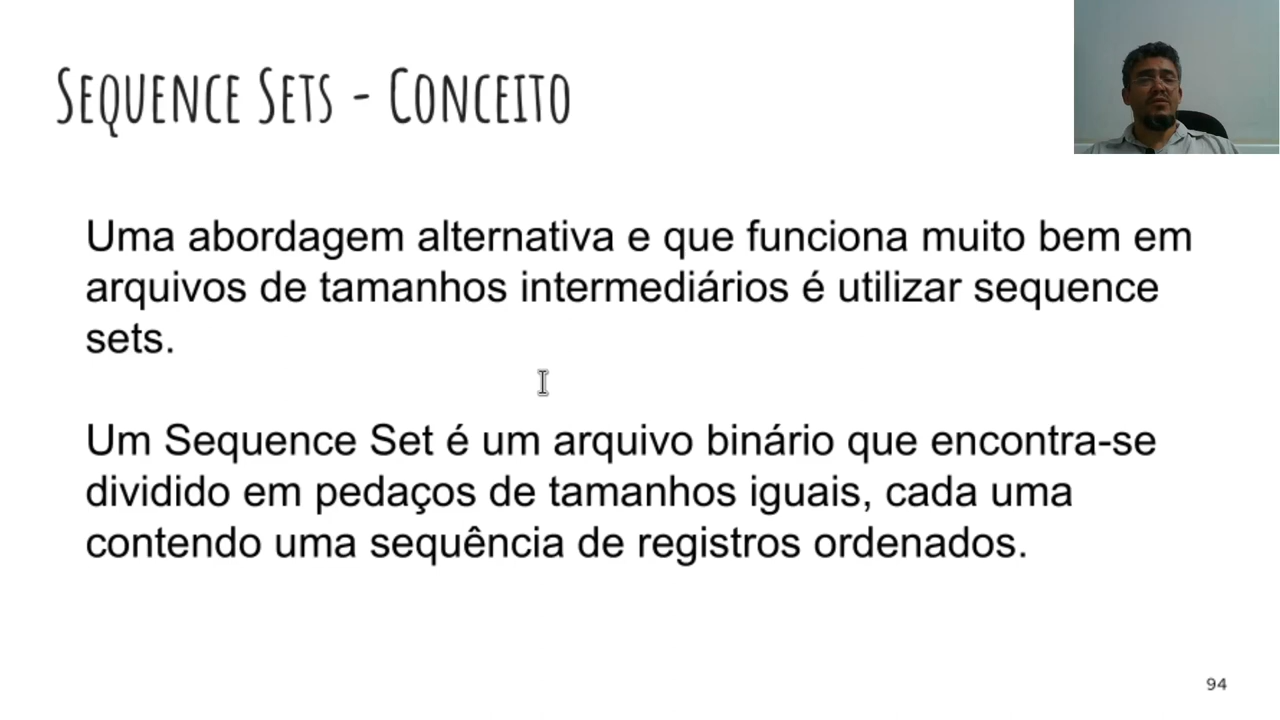 Sequence Sets - Conceito
Uma abordagem alternativa e que funciona muito bem em
arquivos de tamanhos intermediários é utilizar sequence
sets.
Um Sequence Set é um arquivo binário que encontra-se
dividido em pedaços de tamanhos iguais, cada uma
contendo uma sequência de registros ordenados.
94